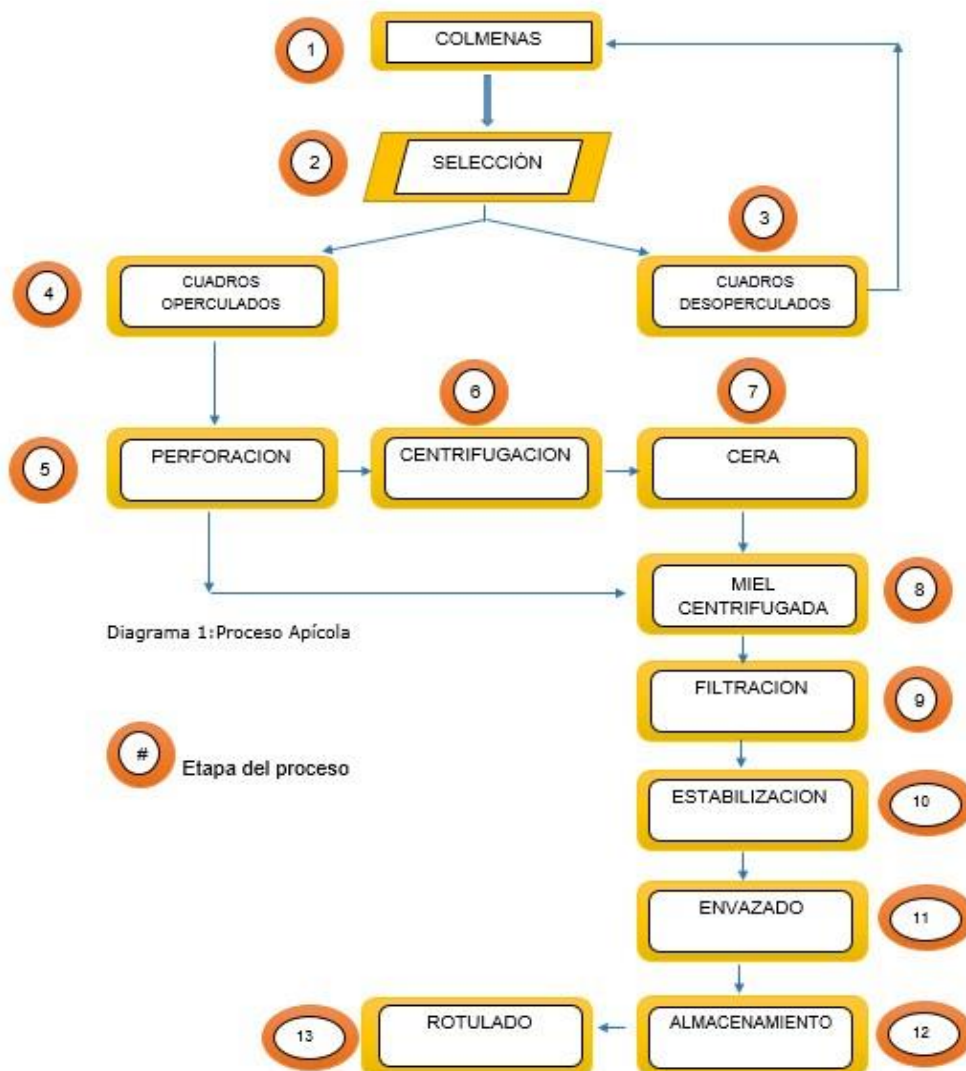 1
COLMENAS
2
SELECCIÒN
3
4
CUADROS
OPERCULADOS
CUADROS
DESOPERCULADOS
6
7
5
PERFORACION
CENTRIFUGACION
CERA
MIEL
CENTRIFUGADA
8
Diagrama 1:Proceso Apícola
FILTRACION
9
#
Etapa del proceso
ESTABILIZACION
10
ENVAZADO
11
13
ROTULADO
ALMACENAMIENTO
12